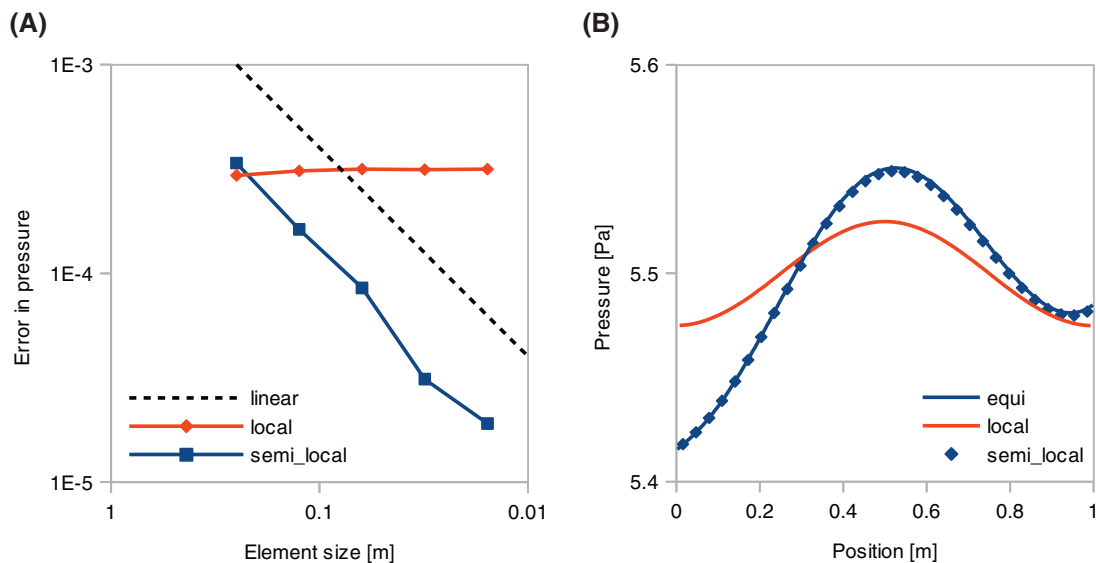 (A)
1E-3
1E-4
1E-5
Error in pressure
linear
local
semi_local
1
0.1
0.01
Element size [m]
(B)
5.6
5.5
5.4
Pressure [Pa]
equi
local
semi_local
0
0.2
0.4
0.6
0.8
1
Position [m]